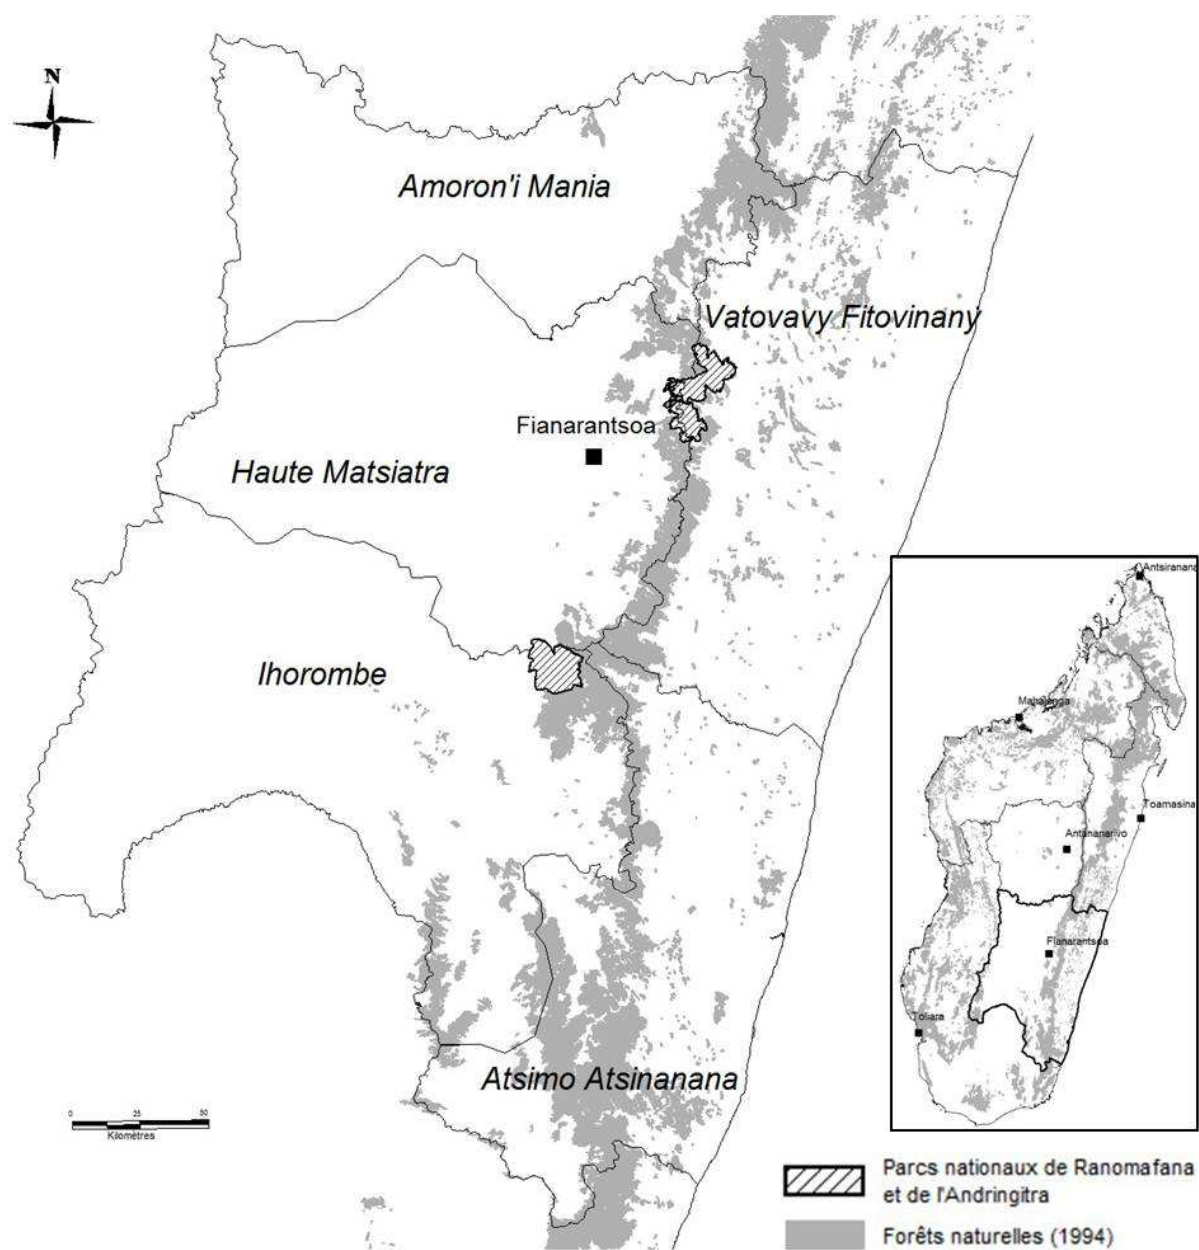 N
Amoron'i Mania
Vatovavy Fitovinany
Fianarantsoa
Haute Matsiatra
Ihorombe
Atsimo Atsinanana
0 25 50
Kilomètres
Antsiranana
Mahajanga
Toamasina
Antananarivo
Fianarantsoa
Toliara
Parcs nationaux de Ranomafana
et de l'Andringitra
Forêts naturelles (1994)